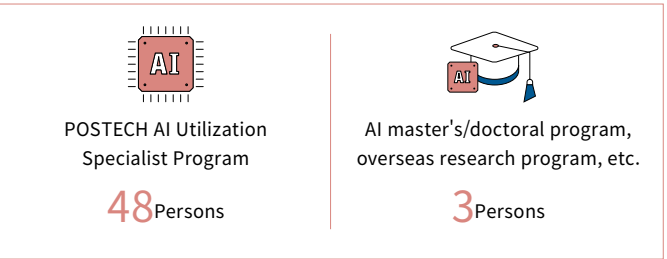 AI
POSTECH AI Utilization
Specialist Program
48Persons
AI
AI master's/doctoral program,
overseas research program, etc.
3Persons